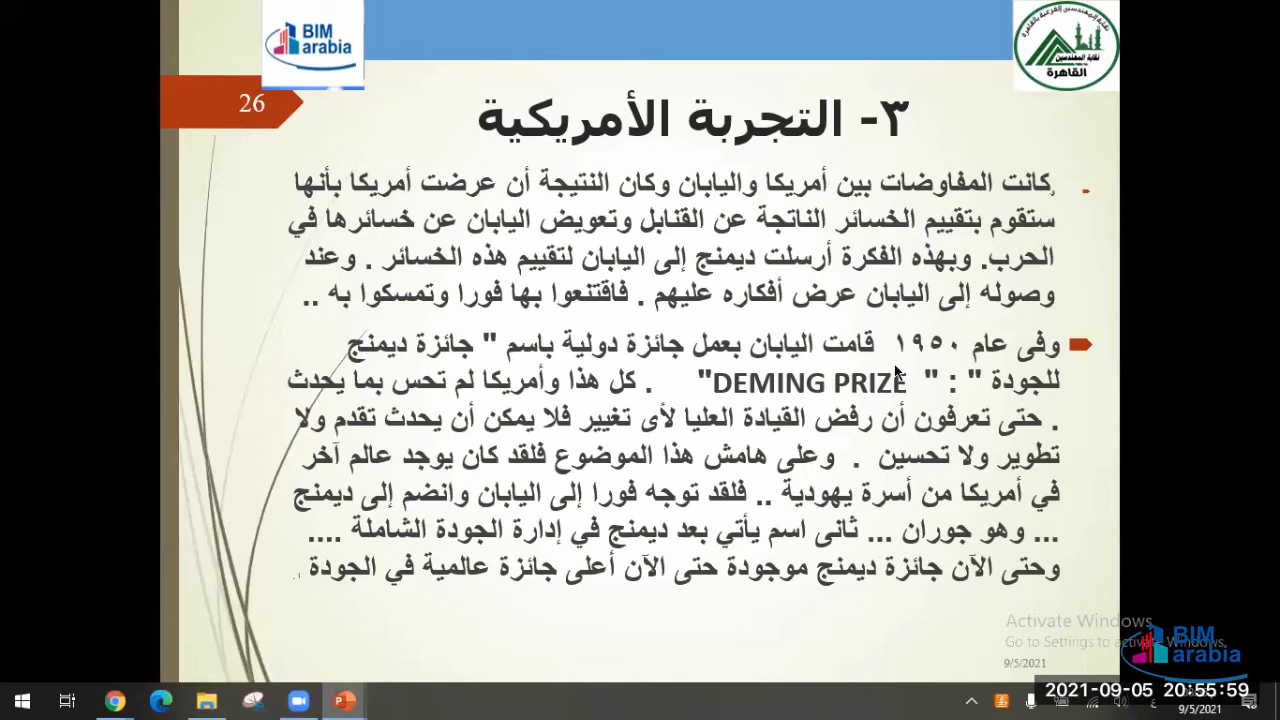 BIM
arabia
نقابة المهندسين الفرعية بالقاهرة
نقابة المهندسين
القاهرة
26
٣- التجربة الأمريكية
كانت المفاوضات بين أمريكا واليابان وكان النتيجة أن عرضت أمريكا بأنها
ستقوم بتقييم الخسائر الناتجة عن القنابل وتعويض اليابان عن خسائرها في
الحرب. وبهذه الفكرة أرسلت ديمنج إلى اليابان لتقييم هذه الخسائر . وعند
وصوله إلى اليابان عرض أفكاره عليهم . فاقتنعوا بها فورا وتمسكوا به ..
وفى عام ١٩٥٠ قامت اليابان بعمل جائزة دولية باسم " جائزة ديمنج
للجودة " : " DEMING PRIZE" . كل هذا وأمريكا لم تحس بما يحدث
. حتى تعرفون أن رفض القيادة العليا لأى تغيير فلا يمكن أن يحدث تقدم ولا
تطوير ولا تحسين . وعلى هامش هذا الموضوع فلقد كان يوجد عالم آخر
في أمريكا من أسرة يهودية .. فلقد توجه فورا إلى اليابان وانضم إلى ديمنج
... وهو جوران ... ثانى اسم يأتي بعد ديمنج في إدارة الجودة الشاملة ....
وحتى الآن جائزة ديمنج موجودة حتى الآن أعلى جائزة عالمية في الجودة .
Activate Windows
Go to Settings to activate Windows.
BIM
arabia
9/5/2021
2021-09-05 20:55:59
9/5/2021